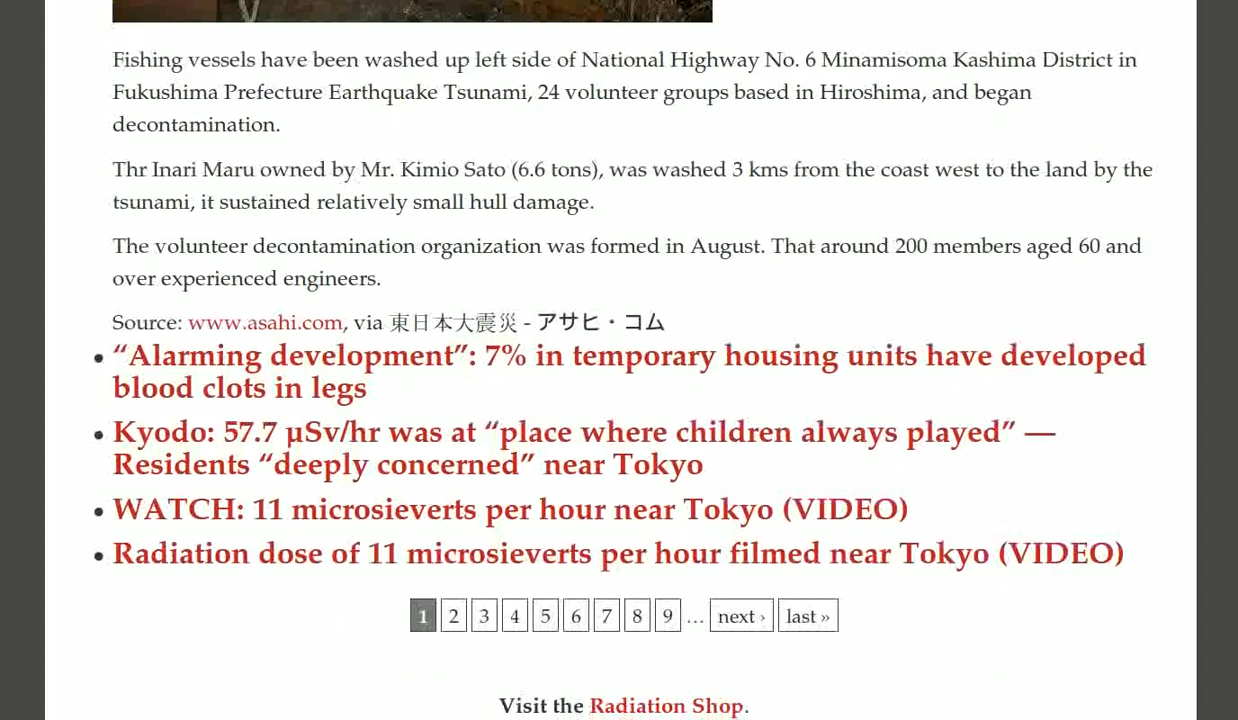 Fishing vessels have been washed up left side of National Highway No. 6 Minamisoma Kashima District in
Fukushima Prefecture Earthquake Tsunami, 24 volunteer groups based in Hiroshima, and began
decontamination.
Thr Inari Maru owned by Mr. Kimio Sato (6.6 tons), was washed 3 kms from the coast west to the land by the
tsunami, it sustained relatively small hull damage.
The volunteer decontamination organization was formed in August. That around 200 members aged 60 and
over experienced engineers.
Source: www.asahi.com, via 東日本大震災 - アサヒ・コム
• “Alarming development”: 7% in temporary housing units have developed
blood clots in legs
• Kyodo: 57.7 μSv/hr was at “place where children always played” —
Residents “deeply concerned” near Tokyo
• WATCH: 11 microsieverts per hour near Tokyo (VIDEO)
• Radiation dose of 11 microsieverts per hour filmed near Tokyo (VIDEO)
1 2 3 4 5 6 7 8 9 … next › last »
Visit the Radiation Shop.